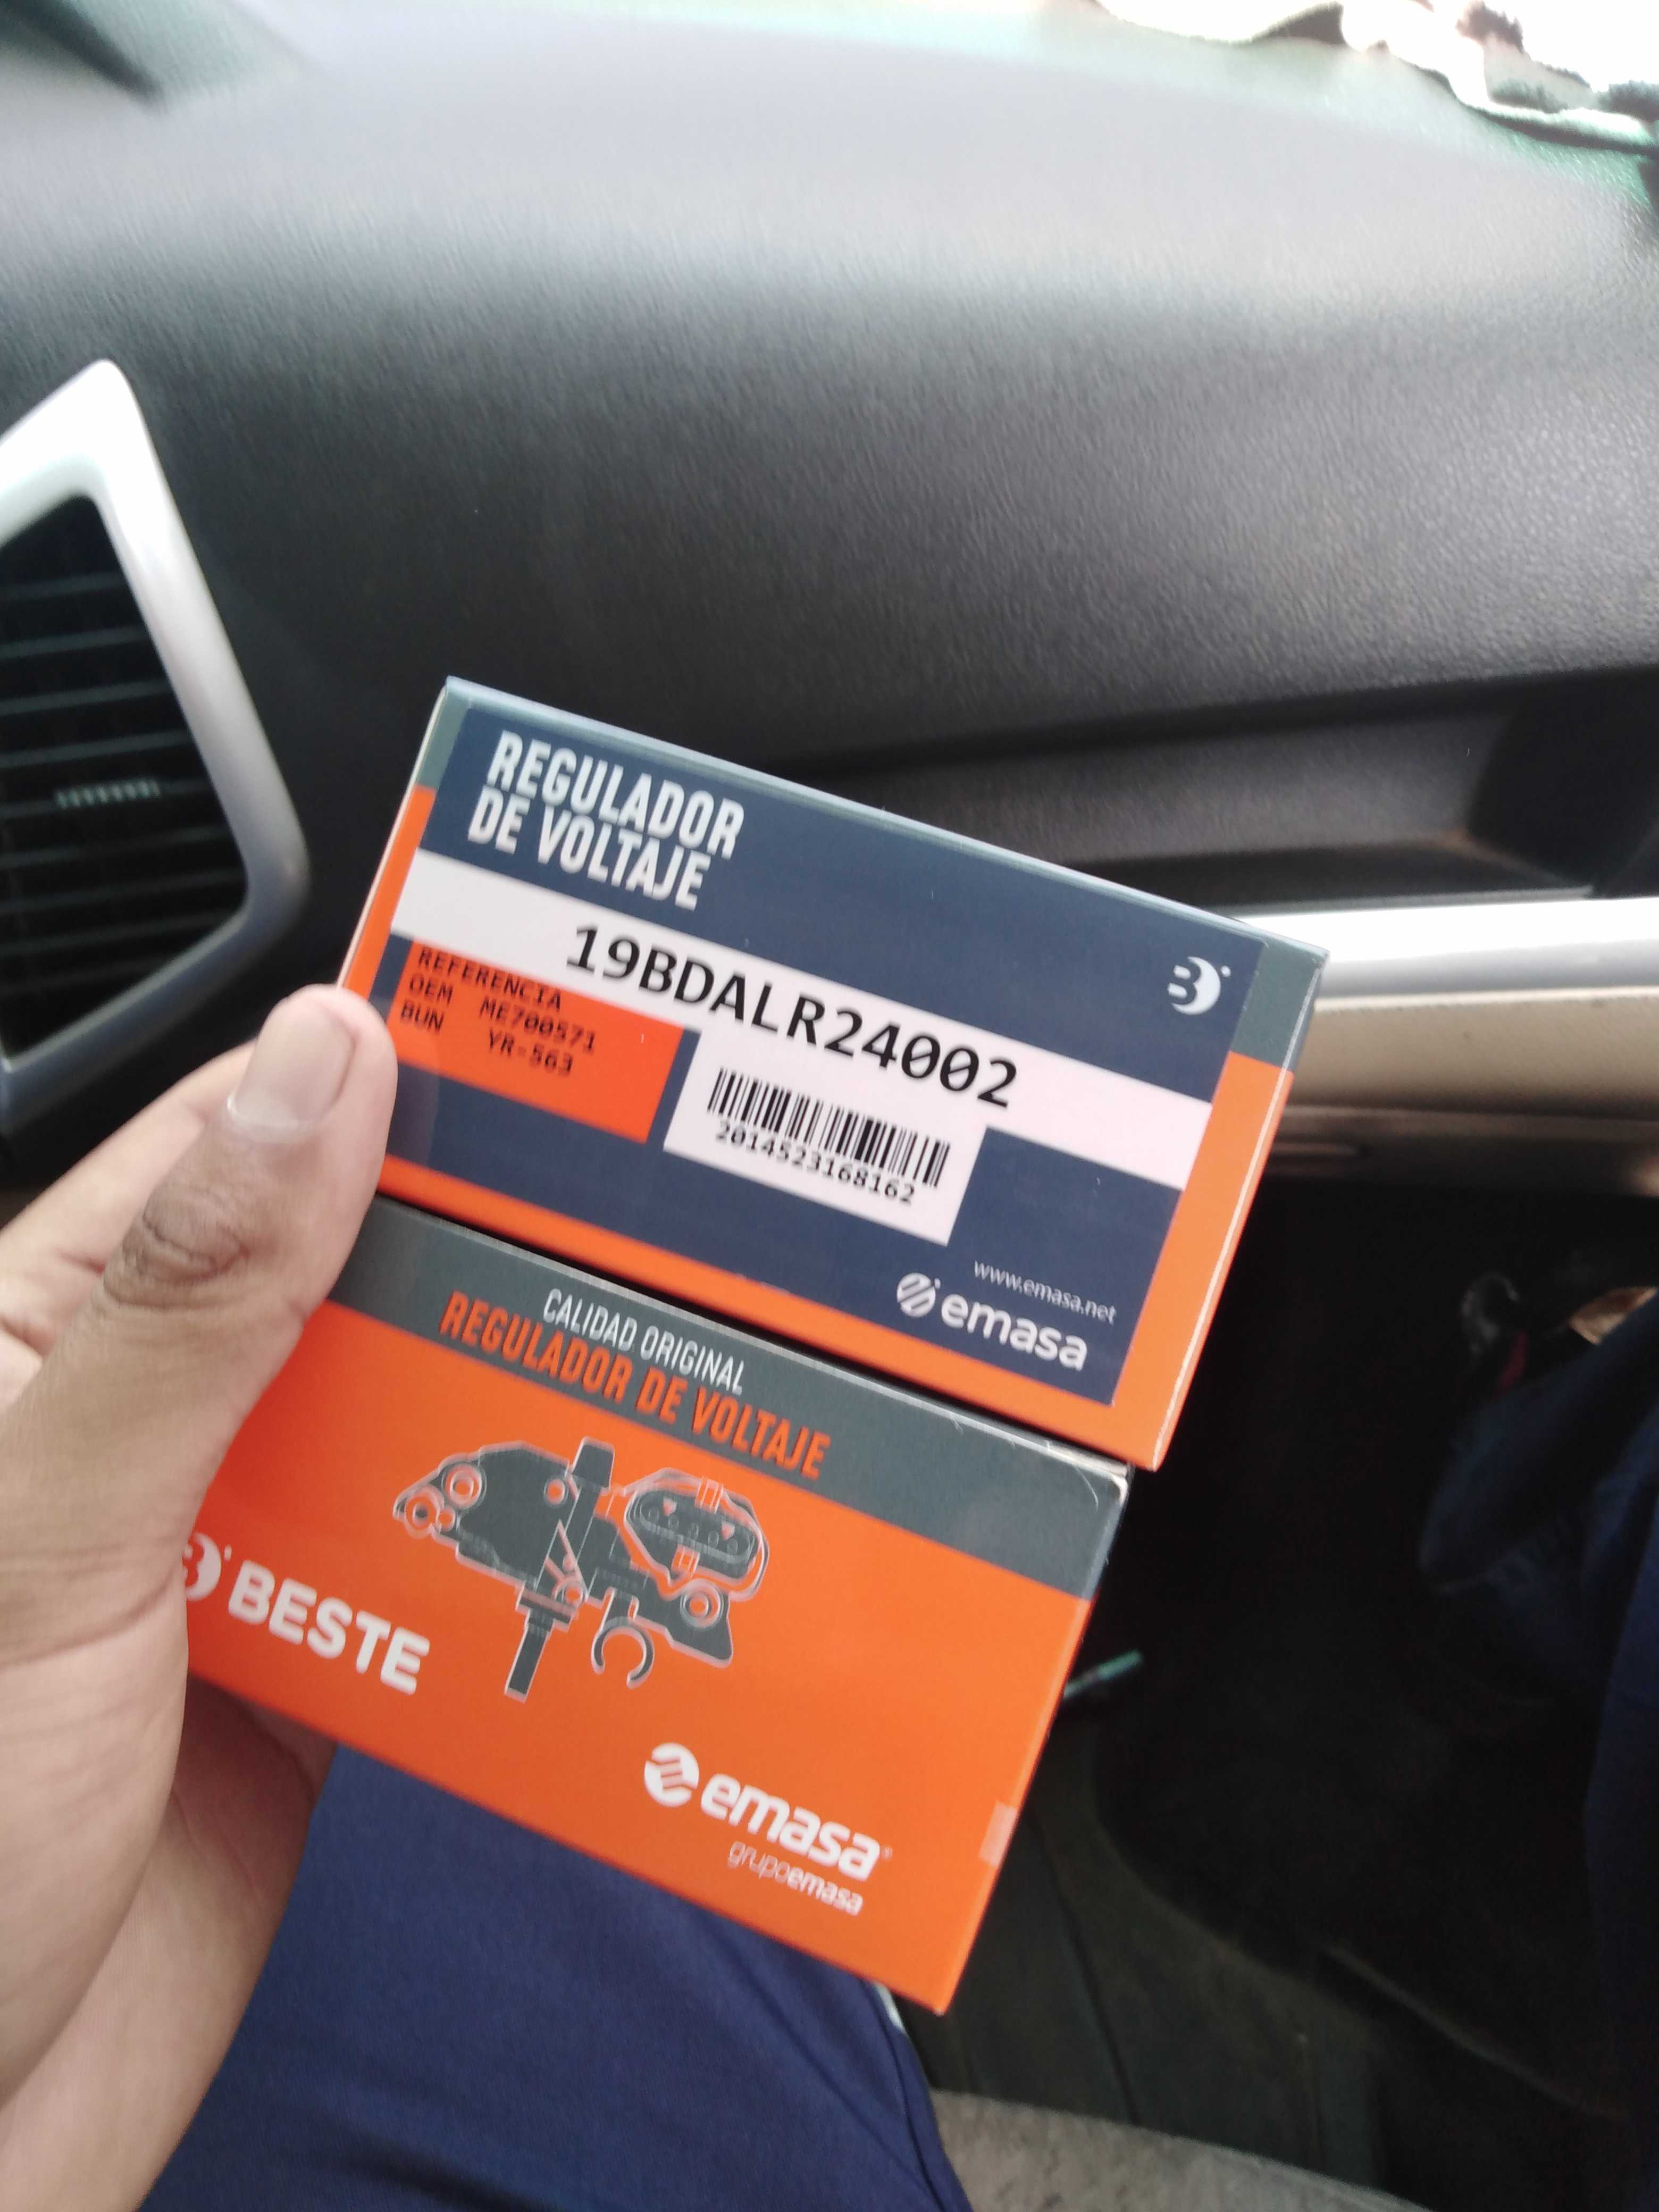 REGULADOR
DE VOLTAJE
19BDALR24002
REFERENCIA
OEM ME700571
BUN YR-563
2014523168162
www.emasa.net
emasa
CALIDAD ORIGINAL
REGULADOR DE VOLTAJE
BESTE
emasa
grupoemasa